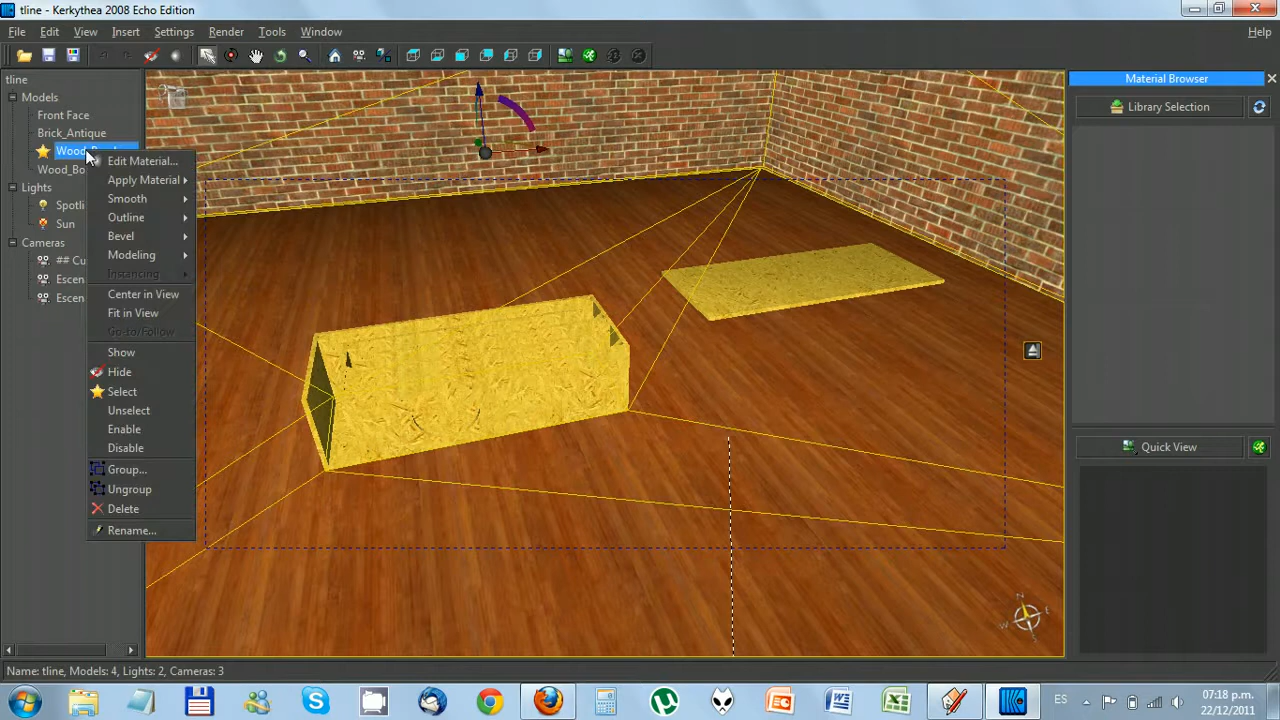 tline - Kerkythea 2008 Echo Edition
File Edit View Insert Settings Render Tools Window Help
tline
Models
Front Face
Brick_Antique
Wood
Wood_Bo
Lights
Spotli
Sun
Cameras
## Cu
Escen
Escen
Edit Material...
Apply Material
Smooth
Outline
Bevel
Modeling
Instancing
Center in View
Fit in View
Go-to/Follow
Show
Hide
Select
Unselect
Enable
Disable
Group...
Ungroup
Delete
Rename...
Material Browser
Library Selection
Quick View
N
E
S
W
Name: tline, Models: 4, Lights: 2, Cameras: 3
ES
07:18 p.m.
22/12/2011